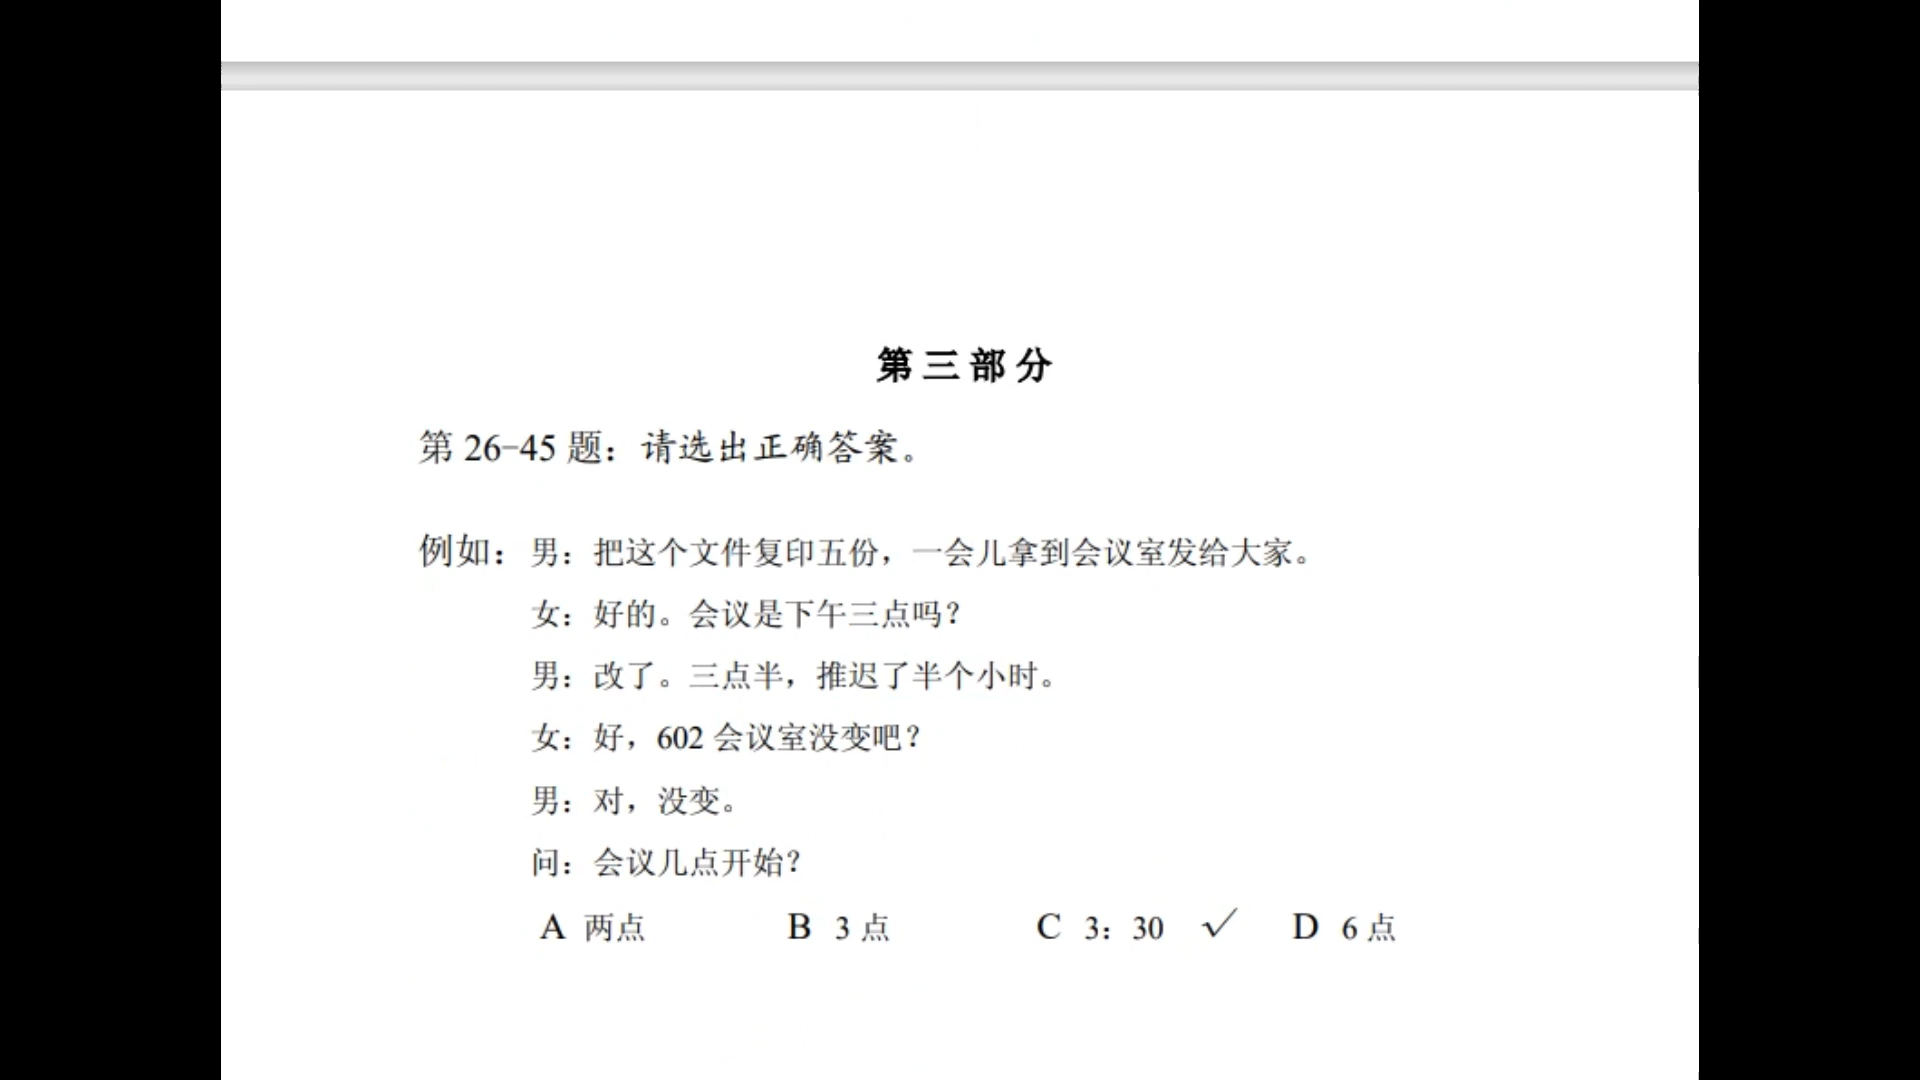 第三部分
第 26-45 题：请选出正确答案。
例如：男：把这个文件复印五份，一会儿拿到会议室发给大家。
女：好的。会议是下午三点吗？
男：改了。三点半，推迟了半个小时。
女：好，602 会议室没变吧？
男：对，没变。
问：会议几点开始？
A 两点 B 3 点 C 3：30 ✓ D 6 点